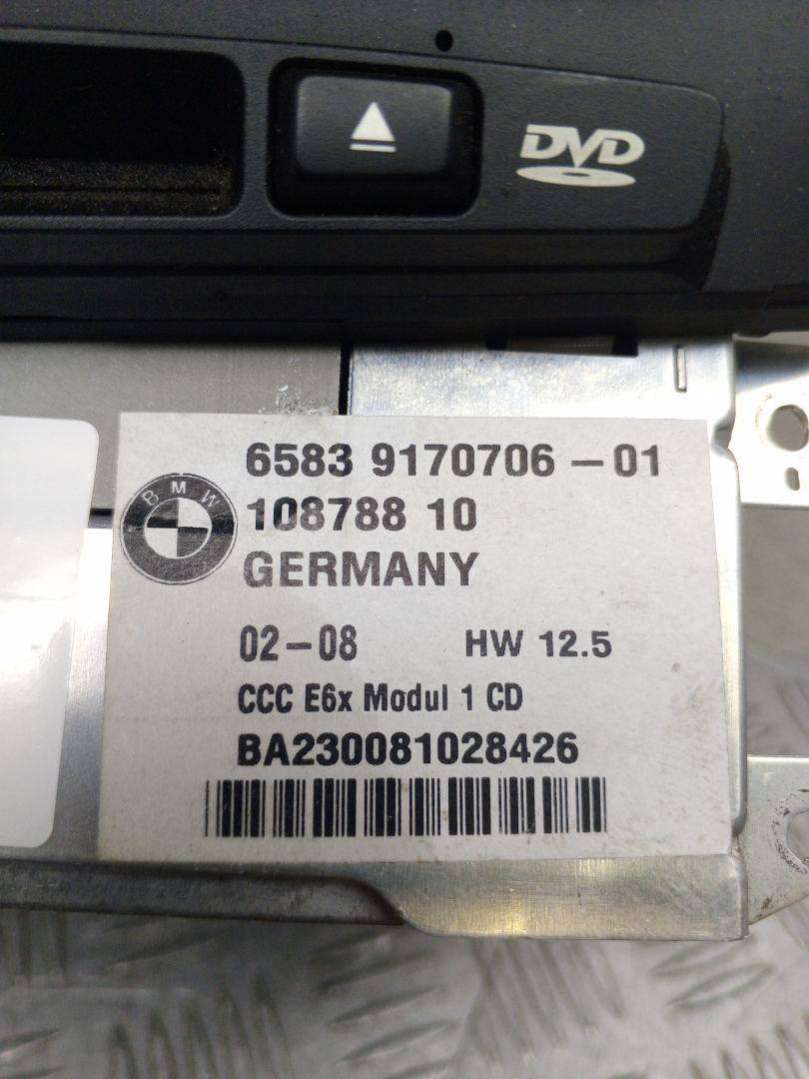 DVD
6583 9170706-01
BMW
108788 10
GERMANY
02-08 HW 12.5
CCC E6x Modul 1 CD
BA230081028426